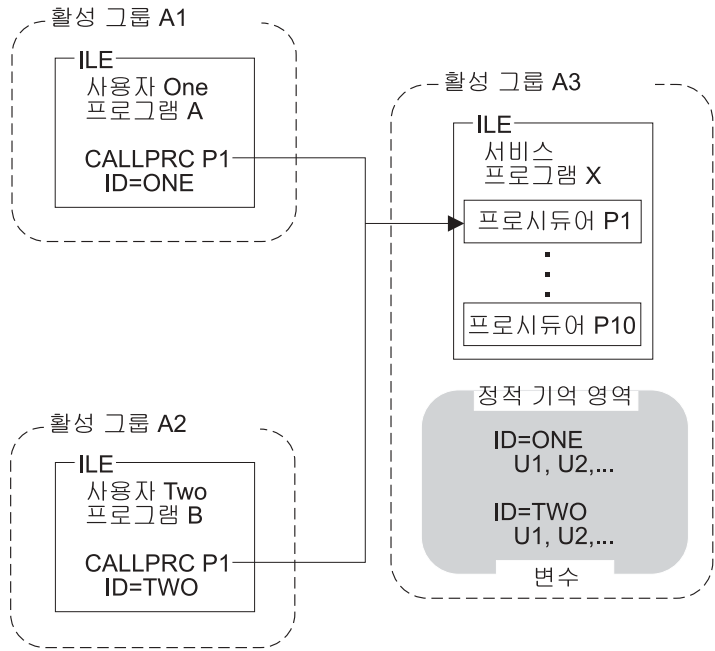 활성 그룹 A1
ILE
사용자 One
프로그램 A
CALLPRC P1
ID=ONE
활성 그룹 A2
ILE
사용자 Two
프로그램 B
CALLPRC P1
ID=TWO
활성 그룹 A3
ILE
서비스
프로그램 X
프로시듀어 P1
프로시듀어 P10
정적 기억 영역
ID=ONE
U1, U2,...
ID=TWO
U1, U2,...
변수